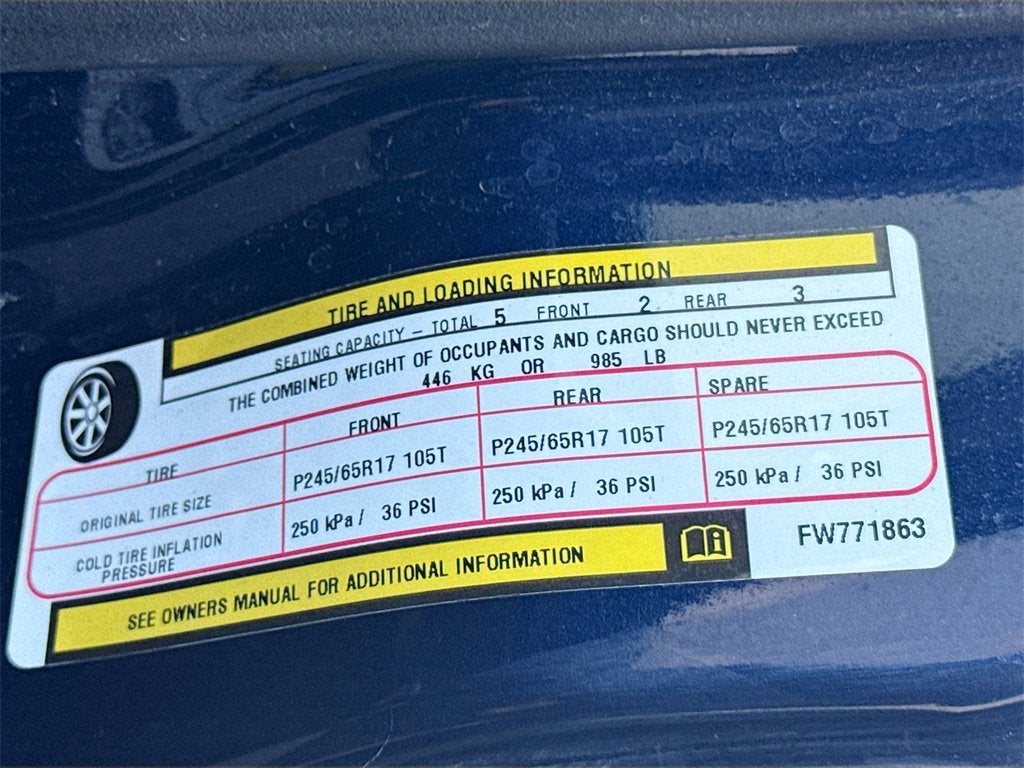 TIRE AND LOADING INFORMATION
SEATING CAPACITY – TOTAL 5 FRONT 2 REAR 3
THE COMBINED WEIGHT OF OCCUPANTS AND CARGO SHOULD NEVER EXCEED
446 KG OR 985 LB
TIRE FRONT REAR SPARE
ORIGINAL TIRE SIZE P245/65R17 105T P245/65R17 105T P245/65R17 105T
COLD TIRE INFLATION
PRESSURE 250 kPa / 36 PSI 250 kPa / 36 PSI 250 kPa / 36 PSI
SEE OWNERS MANUAL FOR ADDITIONAL INFORMATION
FW771863